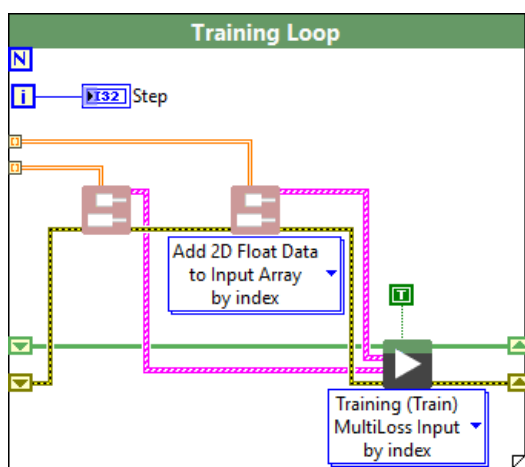 Training Loop
N
i
I32 Step
Add 2D Float Data
to Input Array
by index
T
Training (Train)
MultiLoss Input
by index